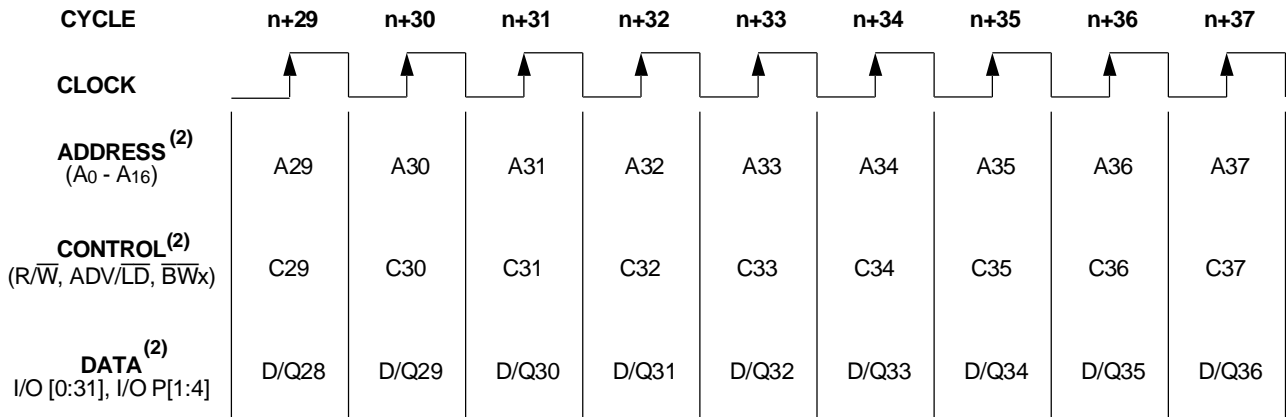 CYCLE n+29 n+30 n+31 n+32 n+33 n+34 n+35 n+36 n+37
CLOCK
ADDRESS(2)
(A0 - A16) A29 A30 A31 A32 A33 A34 A35 A36 A37
CONTROL(2)
(R/W̅, ADV/L̅D̅, B̅W̅x) C29 C30 C31 C32 C33 C34 C35 C36 C37
DATA(2)
I/O [0:31], I/O P[1:4] D/Q28 D/Q29 D/Q30 D/Q31 D/Q32 D/Q33 D/Q34 D/Q35 D/Q36